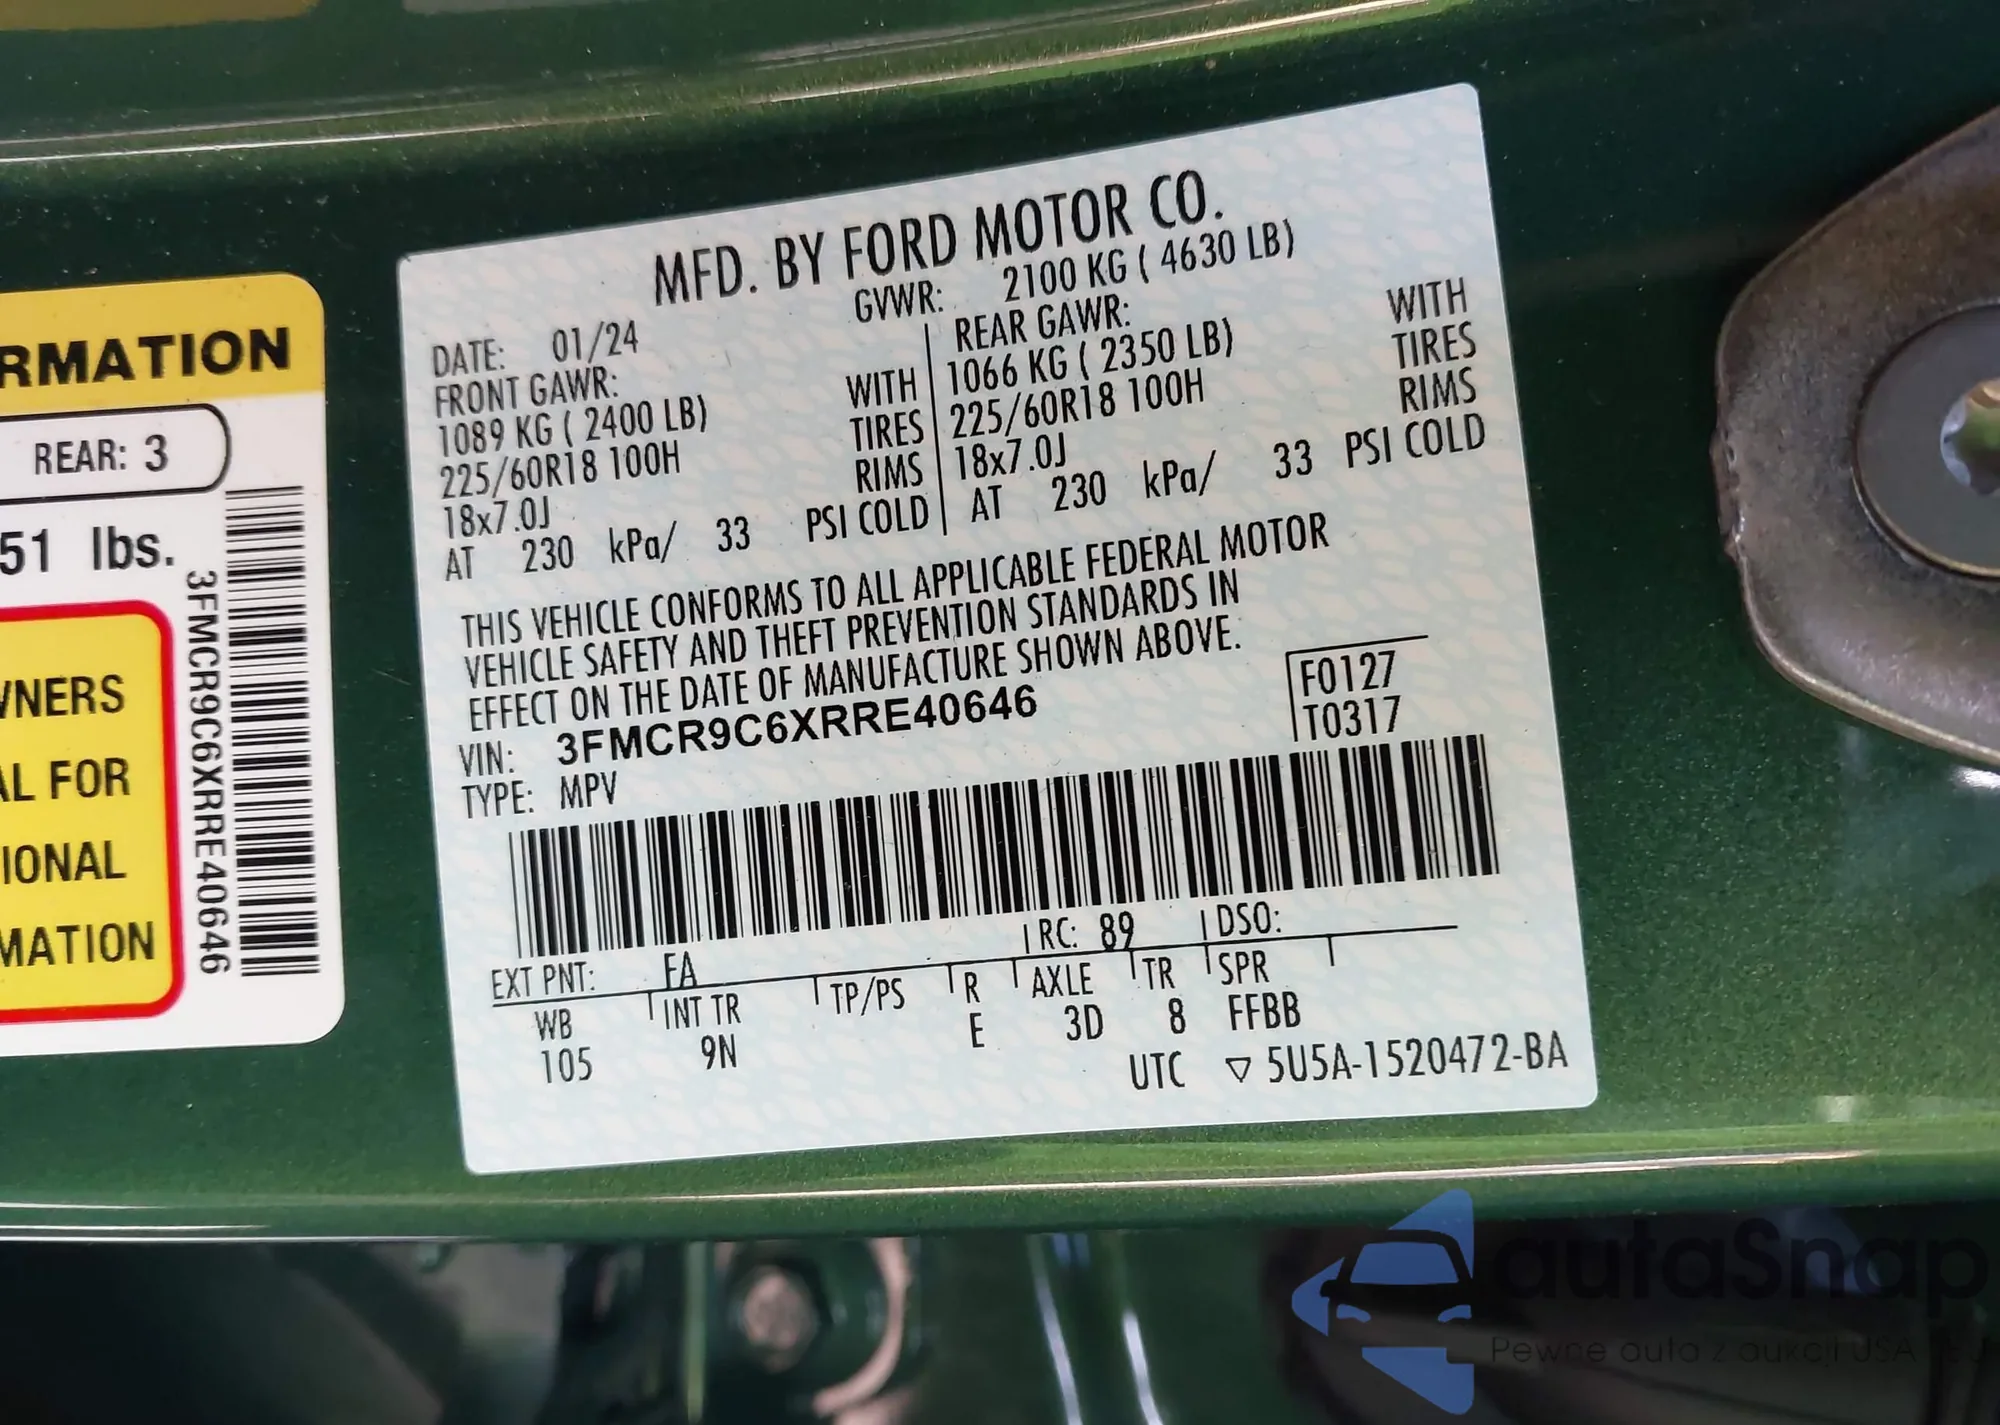 RMATION
REAR: 3
51 lbs.
3FMCR9C6XRRE40646
WNERS
AL FOR
IONAL
MATION
MFD. BY FORD MOTOR CO.
GVWR: 2100 KG ( 4630 LB)
DATE: 01/24
FRONT GAWR:
1089 KG ( 2400 LB) WITH
225/60R18 100H TIRES
18x7.0J RIMS
AT 230 kPa/ 33 PSI COLD
REAR GAWR:
1066 KG ( 2350 LB) WITH
225/60R18 100H TIRES
18x7.0J RIMS
AT 230 kPa/ 33 PSI COLD
THIS VEHICLE CONFORMS TO ALL APPLICABLE FEDERAL MOTOR
VEHICLE SAFETY AND THEFT PREVENTION STANDARDS IN
EFFECT ON THE DATE OF MANUFACTURE SHOWN ABOVE.
VIN: 3FMCR9C6XRRE40646
F0127
T0317
TYPE: MPV
EXT PNT: FA RC: 89 DSO:
WB INT TR TP/PS R AXLE TR SPR
105 9N E 3D 8 FFBB
UTC ▽ 5U5A-1520472-BA
autaSnap
Pewne auta z aukcji USA